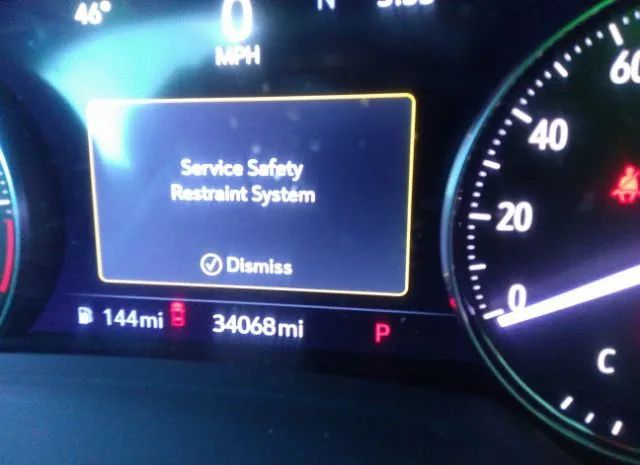 46°
N
0
MPH
Service Safety
Restraint System
Dismiss
144mi
34068mi
P
60
40
20
0
C